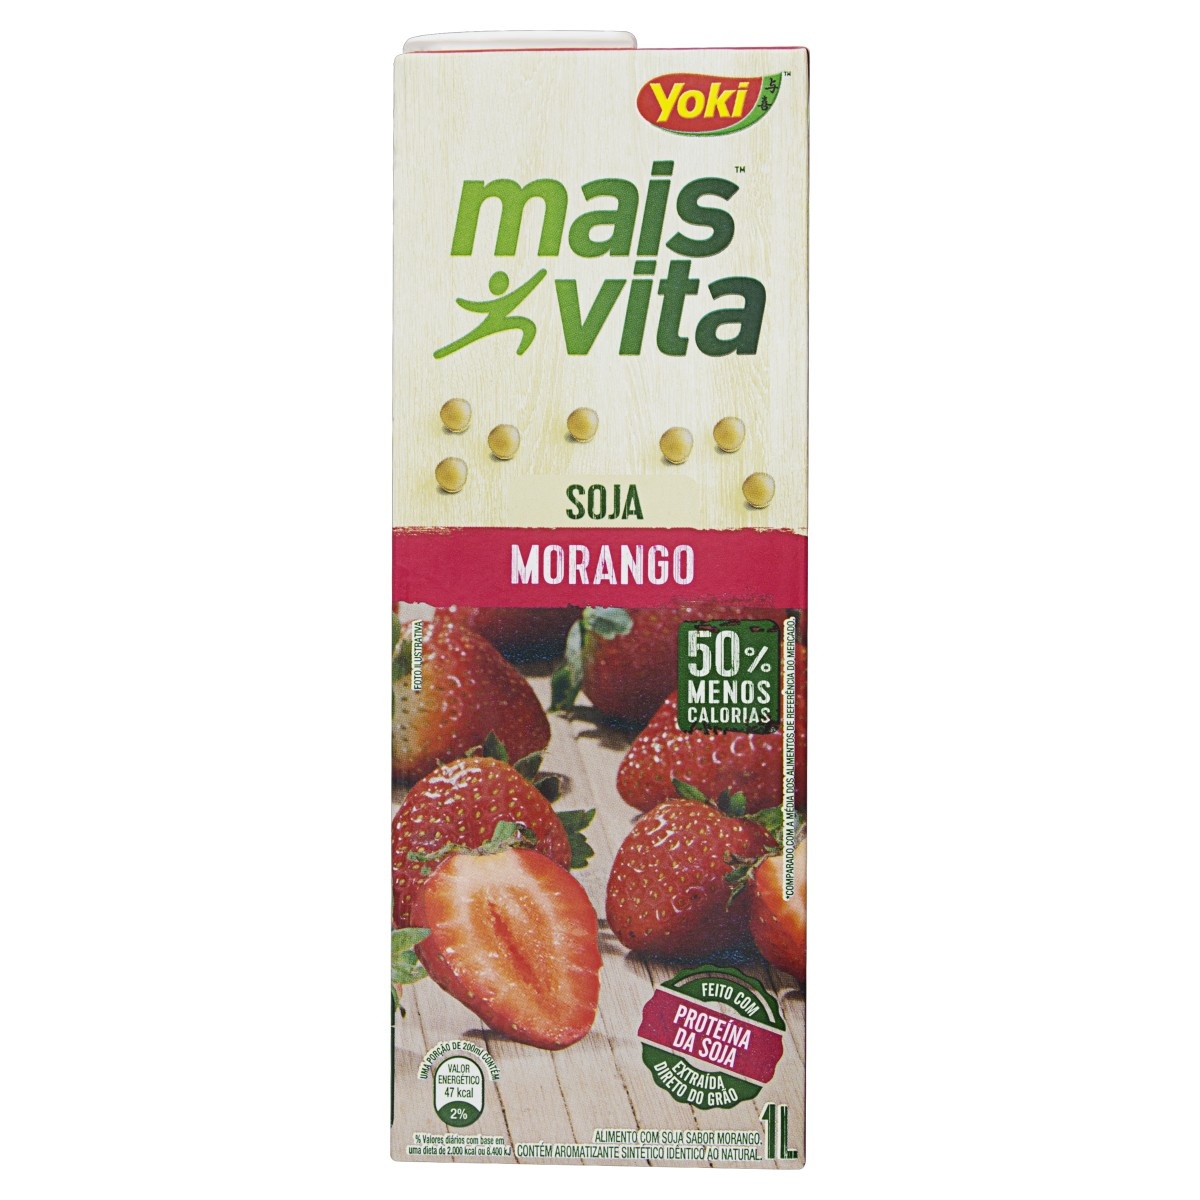 Yoki
™
mais™
vita
SOJA
MORANGO
FOTO ILUSTRATIVA
50%
MENOS
CALORIAS
*COMPARADO COM A MÉDIA DOS ALIMENTOS DE REFERÊNCIA DO MERCADO.
FEITO COM
PROTEÍNA
DA SOJA
EXTRAÍDA
DIRETO DO GRÃO
UMA PORÇÃO DE 200ml CONTÉM
VALOR
ENERGÉTICO
47 kcal
2%
% Valores diários com base em
uma dieta de 2.000 kcal ou 8.400 kJ
ALIMENTO COM SOJA SABOR MORANGO.
CONTÉM AROMATIZANTE SINTÉTICO IDÊNTICO AO NATURAL.
1L